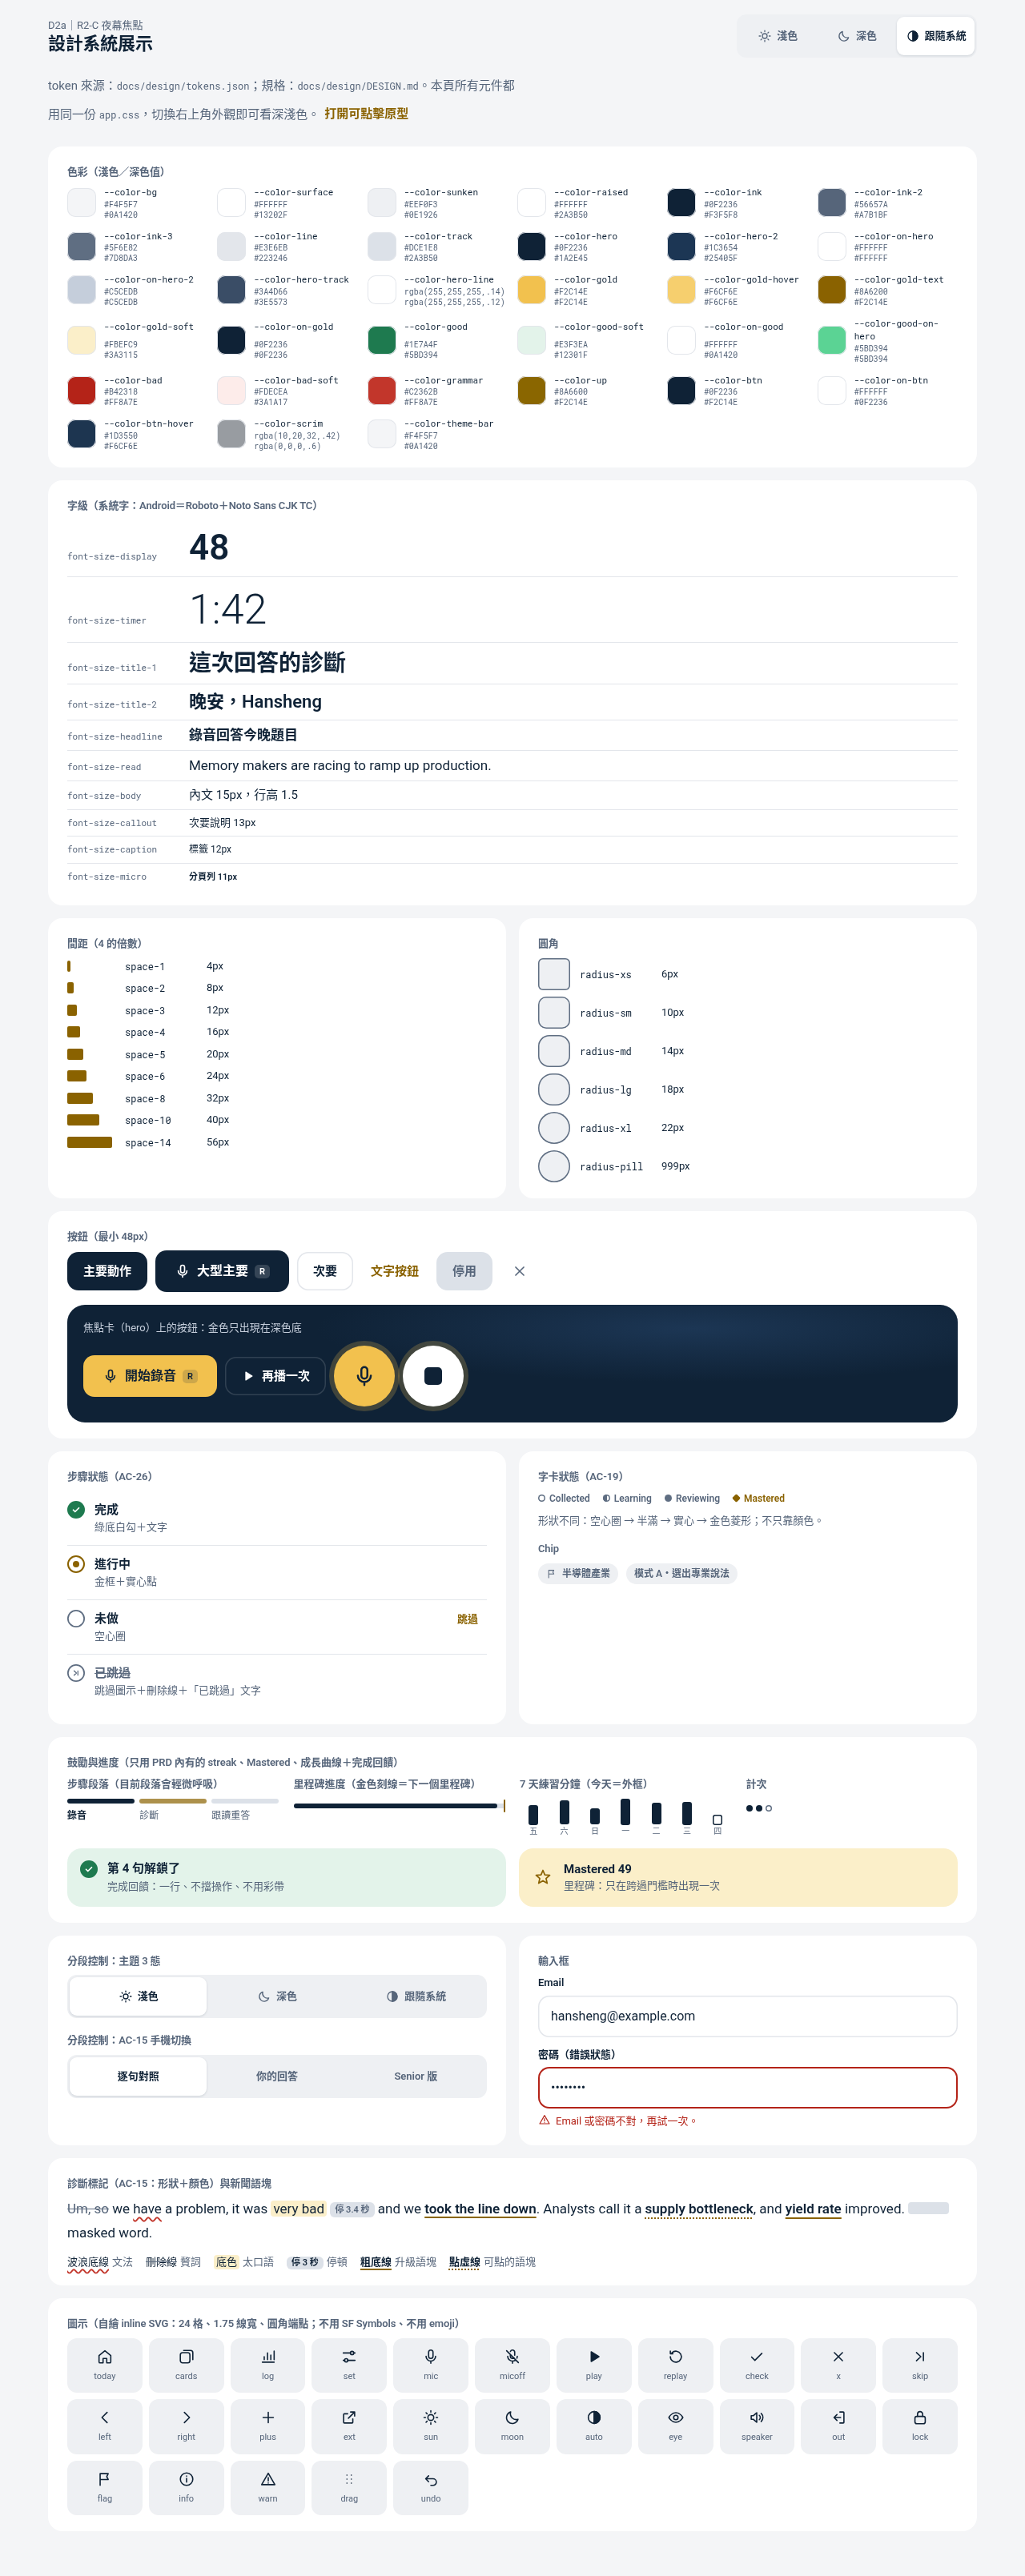 D2a｜R2-C 夜幕焦點
設計系統展示
淺色
深色
跟隨系統
token 來源：docs/design/tokens.json；規格：docs/design/DESIGN.md。本頁所有元件都
用同一份 app.css，切換右上角外觀即可看深淺色。 打開可點擊原型
色彩（淺色／深色值）
--color-bg
#F4F5F7
#0A1420
--color-surface
#FFFFFF
#13202F
--color-sunken
#EEF0F3
#0E1926
--color-raised
#FFFFFF
#2A3B50
--color-ink
#0F2236
#F3F5F8
--color-ink-2
#56657A
#A7B1BF
--color-ink-3
#5F6E82
#7D8DA3
--color-line
#E3E6EB
#223246
--color-track
#DCE1E8
#2A3B50
--color-hero
#0F2236
#1A2E45
--color-hero-2
#1C3654
#25405F
--color-on-hero
#FFFFFF
#FFFFFF
--color-on-hero-2
#C5CEDB
#C5CEDB
--color-hero-track
#3A4D66
#3E5573
--color-hero-line
rgba(255,255,255,.14)
rgba(255,255,255,.12)
--color-gold
#F2C14E
#F2C14E
--color-gold-hover
#F6CF6E
#F6CF6E
--color-gold-text
#8A6200
#F2C14E
--color-gold-soft
#FBEFC9
#3A3115
--color-on-gold
#0F2236
#0F2236
--color-good
#1E7A4F
#5BD394
--color-good-soft
#E3F3EA
#12301F
--color-on-good
#FFFFFF
#0A1420
--color-good-on-
hero
#5BD394
#5BD394
--color-bad
#B42318
#FF8A7E
--color-bad-soft
#FDECEA
#3A1A17
--color-grammar
#C2362B
#FF8A7E
--color-up
#8A6600
#F2C14E
--color-btn
#0F2236
#F2C14E
--color-on-btn
#FFFFFF
#0F2236
--color-btn-hover
#1D3550
#F6CF6E
--color-scrim
rgba(10,20,32,.42)
rgba(0,0,0,.6)
--color-theme-bar
#F4F5F7
#0A1420
字級（系統字：Android＝Roboto＋Noto Sans CJK TC）
font-size-display 48
font-size-timer 1:42
font-size-title-1 這次回答的診斷
font-size-title-2 晚安，Hansheng
font-size-headline 錄音回答今晚題目
font-size-read Memory makers are racing to ramp up production.
font-size-body 內文 15px，行高 1.5
font-size-callout 次要說明 13px
font-size-caption 標籤 12px
font-size-micro 分頁列 11px
間距（4 的倍數）
space-1 4px
space-2 8px
space-3 12px
space-4 16px
space-5 20px
space-6 24px
space-8 32px
space-10 40px
space-14 56px
圓角
radius-xs 6px
radius-sm 10px
radius-md 14px
radius-lg 18px
radius-xl 22px
radius-pill 999px
按鈕（最小 48px）
主要動作
大型主要 R
次要
文字按鈕
停用
焦點卡（hero）上的按鈕：金色只出現在深色底
開始錄音 R
再播一次
步驟狀態（AC-26）
完成
綠底白勾＋文字
進行中
金框＋實心點
未做
空心圈
跳過
已跳過
跳過圖示＋刪除線＋「已跳過」文字
字卡狀態（AC-19）
Collected Learning Reviewing Mastered
形狀不同：空心圈 → 半滿 → 實心 → 金色菱形；不只靠顏色。
Chip
半導體產業
模式 A・選出專業說法
鼓勵與進度（只用 PRD 內有的 streak、Mastered、成長曲線＋完成回饋）
步驟段落（目前段落會輕微呼吸）
錄音 診斷 跟讀重答
里程碑進度（金色刻線＝下一個里程碑）
7 天練習分鐘（今天＝外框）
五 六 日 一 二 三 四
計次
第 4 句解鎖了
完成回饋：一行、不擋操作、不用彩帶
Mastered 49
里程碑：只在跨過門檻時出現一次
分段控制：主題 3 態
淺色 深色 跟隨系統
分段控制：AC-15 手機切換
逐句對照 你的回答 Senior 版
輸入框
Email
hansheng@example.com
密碼（錯誤狀態）
••••••••
Email 或密碼不對，再試一次。
診斷標記（AC-15：形狀＋顏色）與新聞語塊
Um, so we have a problem, it was very bad 停 3.4 秒 and we took the line down. Analysts call it a supply bottleneck, and yield rate improved.
masked word.
波浪底線 文法 刪除線 贅詞 底色 太口語 停 3 秒 停頓 粗底線 升級語塊 點虛線 可點的語塊
圖示（自繪 inline SVG：24 格、1.75 線寬、圓角端點；不用 SF Symbols、不用 emoji）
today cards log set mic micoff play replay check x skip
left right plus ext sun moon auto eye speaker out lock
flag info warn drag undo